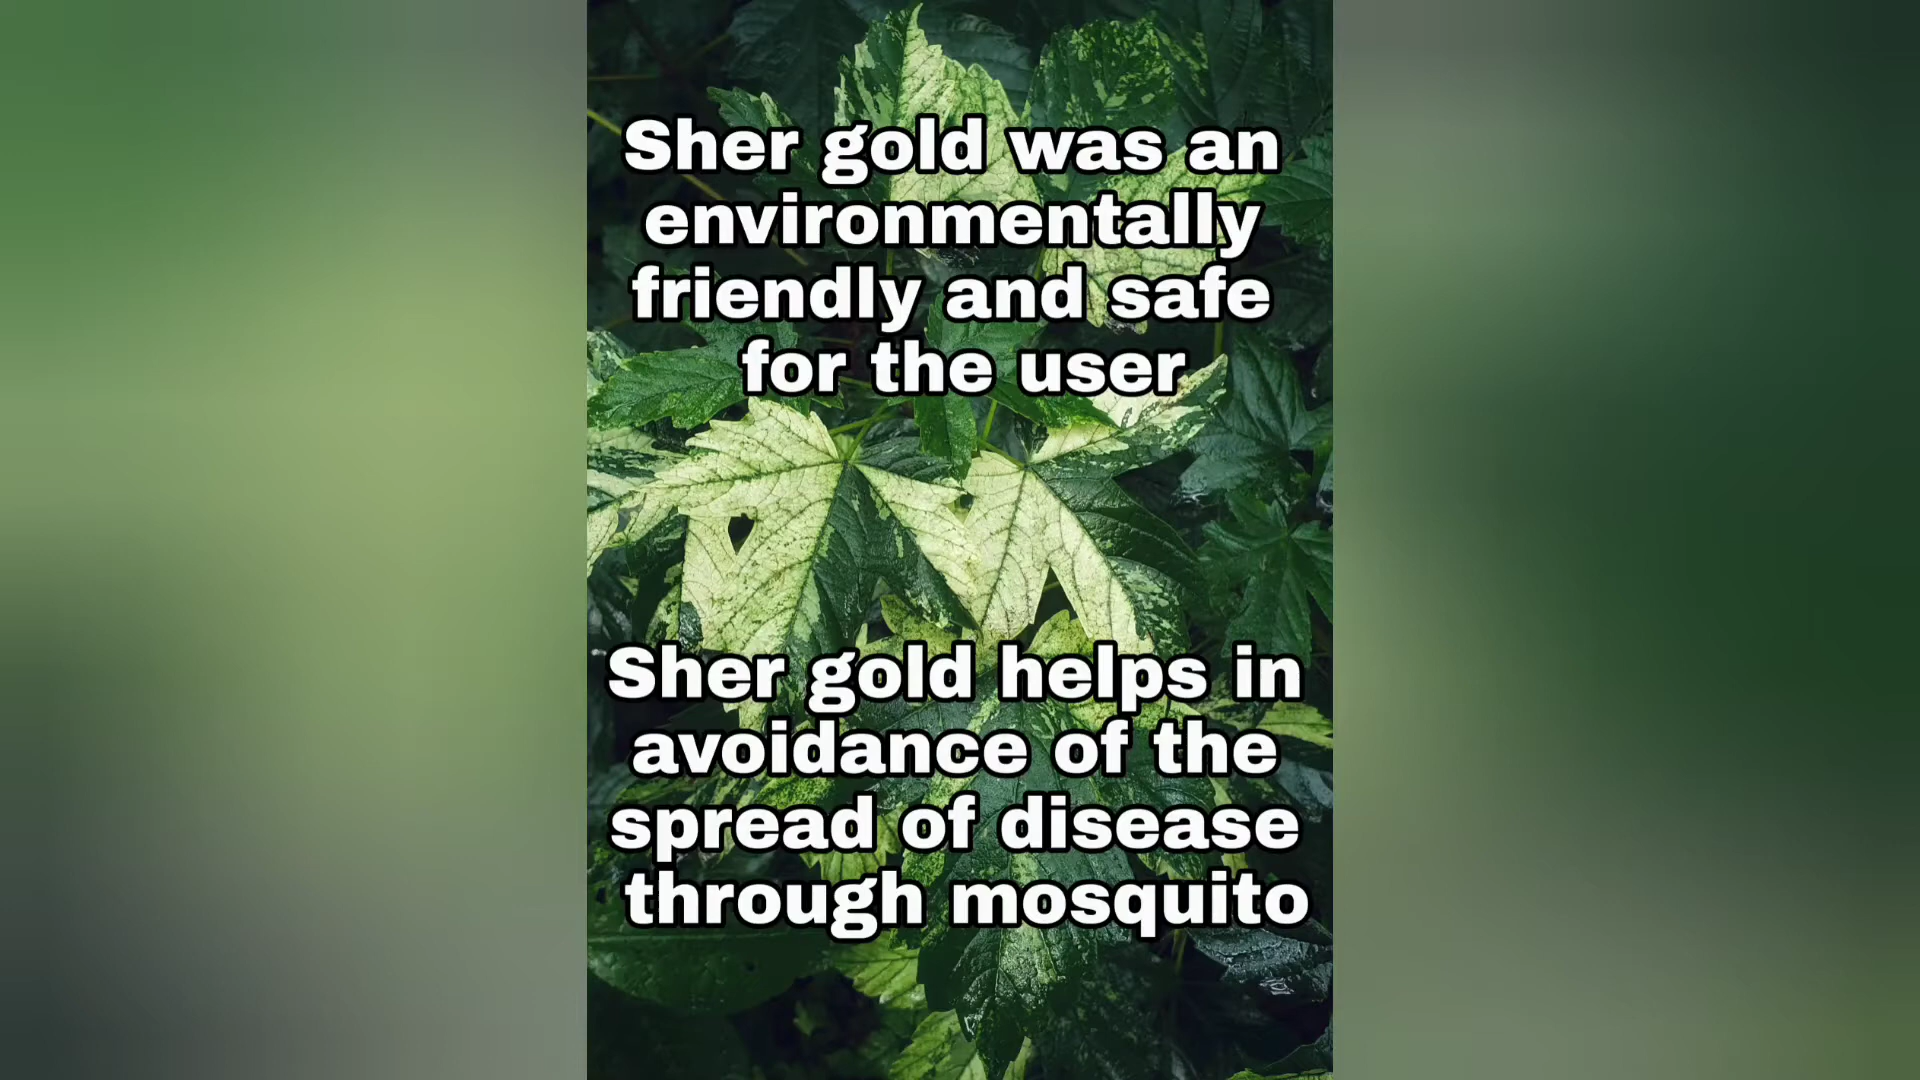 Sher gold was an
environmentally
friendly and safe
for the user
Sher gold helps in
avoidance of the
spread of disease
through mosquito